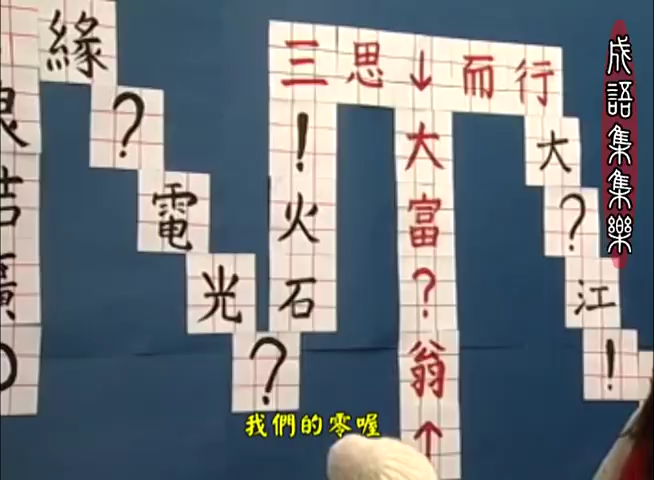 成語集集樂
三思↓而行
緣?電光?
!火石
大富?翁↑
大?江!
我們的零喔